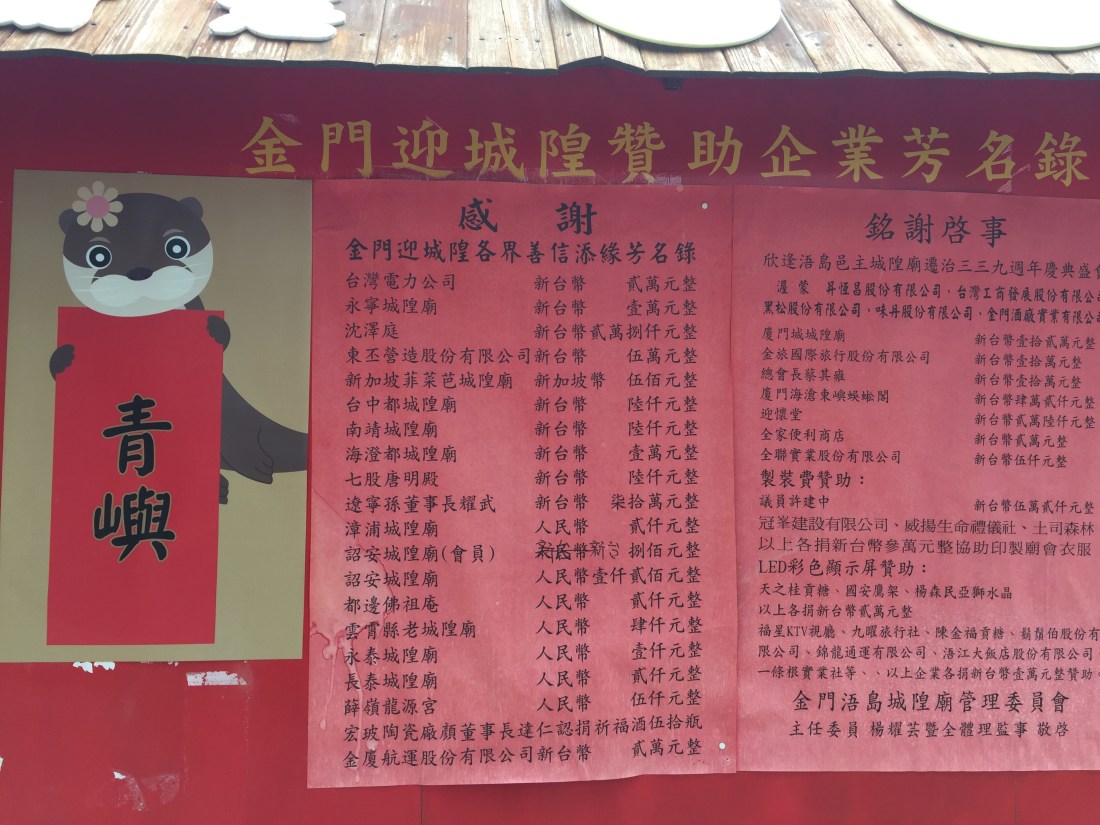 金門迎城隍贊助企業芳名錄
青嶼
感謝
金門迎城隍各界善信添緣芳名錄
台灣電力公司 新台幣 貳萬元整
永寧城隍廟 新台幣 壹萬元整
沈澤庭 新台幣貳萬捌仟元整
東丕營造股份有限公司新台幣 伍萬元整
新加坡菲菜芭城隍廟 新加坡幣 伍佰元整
台中都城隍廟 新台幣 陸仟元整
南靖城隍廟 新台幣 陸仟元整
海澄都城隍廟 新台幣 壹萬元整
七股唐明殿 新台幣 陸仟元整
遼寧孫董事長耀武 新台幣 柒拾萬元整
漳浦城隍廟 人民幣 貳仟元整
詔安城隍廟(會員) 人民幣 新台 捌佰元整
詔安城隍廟 人民幣壹仟貳佰元整
都邊佛祖庵 人民幣 貳仟元整
雲霄縣老城隍廟 人民幣 肆仟元整
永泰城隍廟 人民幣 壹仟元整
長泰城隍廟 人民幣 貳仟元整
薛嶺龍源宮 人民幣 伍仟元整
宏玻陶瓷廠顏董事長達仁認捐祈福酒伍拾瓶
金廈航運股份有限公司新台幣 貳萬元整
銘謝啓事
欣逢浯島邑主城隍廟遷治三三九週年慶典盛
渥蒙 昇恆昌股份有限公司，台灣工商發展股份有限公
黑松股份有限公司，味丹股份有限公司，金門酒廠實業有限公
廈門城城隍廟 新台幣壹拾貳萬元整
金旅國際旅行股份有限公司 新台幣壹拾萬元整
總會長蔡其雍 新台幣壹拾萬元整
廈門海滄東嶼蜈蚣閣 新台幣肆萬貳仟元整
迎懷堂 新台幣貳萬陸仟元整
全家便利商店 新台幣貳萬元整
全聯實業股份有限公司 新台幣伍仟元整
製裝費贊助：
議員許建中 新台幣伍萬貳仟元整
冠峯建設有限公司、威揚生命禮儀社、土司森林
以上各捐新台幣參萬元整協助印製廟會衣服
LED彩色顯示屏贊助：
天之桂貢糖、國安鷹架、楊森民亞獅水晶
以上各捐新台幣貳萬元整
福星KTV視廳、九曜旅行社、陳金福貢糖、鬍鬚伯股份有
限公司、錦龍通運有限公司、浯江大飯店股份有限公司
一條根實業社等、、以上企業各捐新台幣壹萬元整贊助
金門浯島城隍廟管理委員會
主任委員 楊耀芸暨全體理監事 敬啓